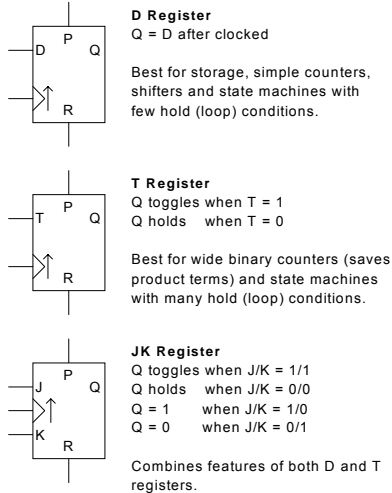 D Register
Q = D after clocked
P
D Q
R
Best for storage, simple counters,
shifters and state machines with
few hold (loop) conditions.
T Register
Q toggles when T = 1
Q holds when T = 0
P
T Q
R
Best for wide binary counters (saves
product terms) and state machines
with many hold (loop) conditions.
JK Register
Q toggles when J/K = 1/1
Q holds when J/K = 0/0
Q = 1 when J/K = 1/0
Q = 0 when J/K = 0/1
P
J Q
K
R
Combines features of both D and T
registers.